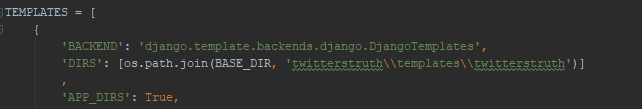 TEMPLATES = [
{
'BACKEND': 'django.template.backends.django.DjangoTemplates',
'DIRS': [os.path.join(BASE_DIR, 'twitterstruth\\templates\\twitterstruth')]
,
'APP_DIRS': True,